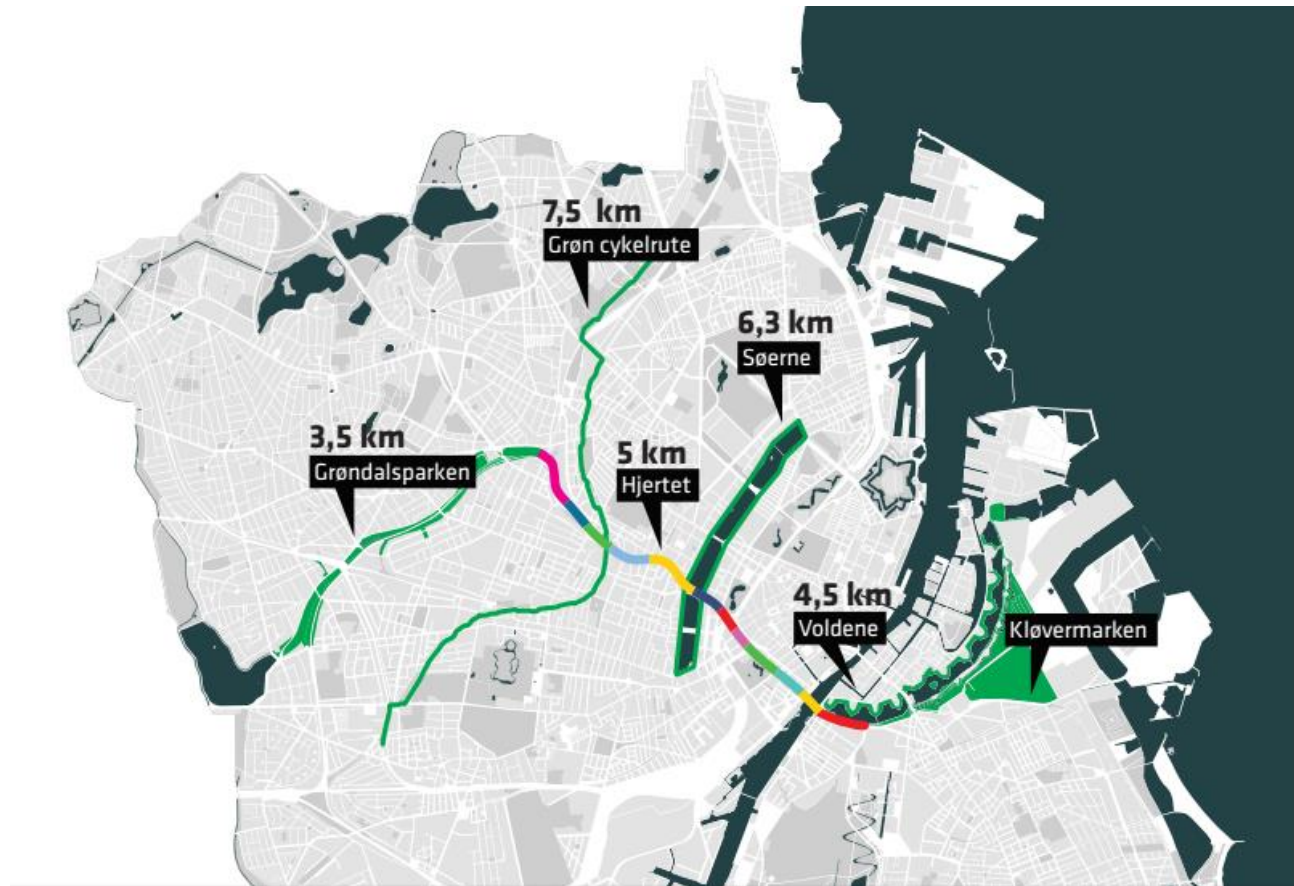 7,5 km
Grøn cykelrute
6,3 km
Søerne
3,5 km
Grøndalsparken
5 km
Hjertet
4,5 km
Voldene
Kløvermarken